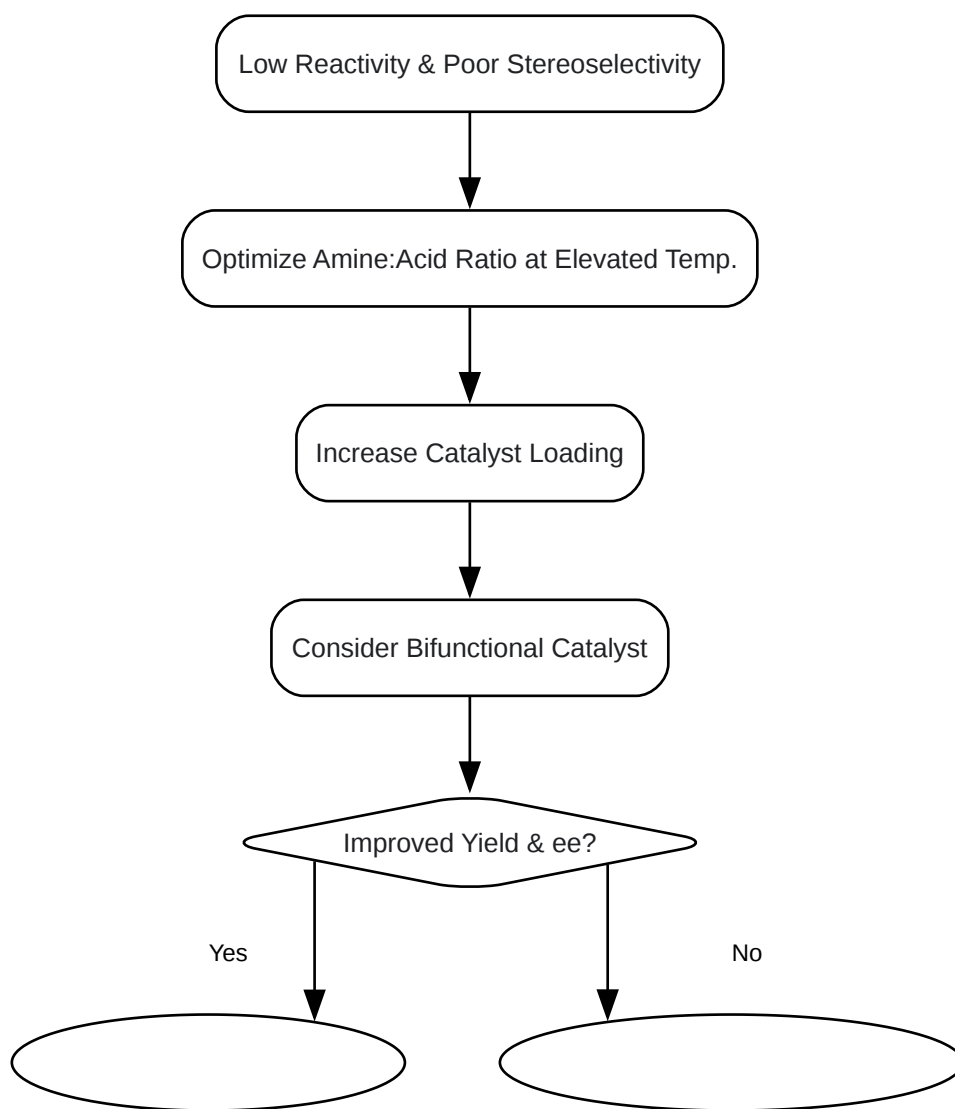 Low Reactivity & Poor Stereoselectivity
Optimize Amine:Acid Ratio at Elevated Temp.
Increase Catalyst Loading
Consider Bifunctional Catalyst
Improved Yield & ee?
Yes
No